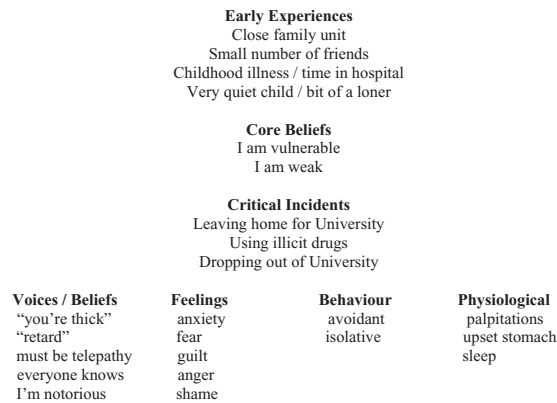 Early Experiences
Close family unit
Small number of friends
Childhood illness / time in hospital
Very quiet child / bit of a loner
Core Beliefs
I am vulnerable
I am weak
Critical Incidents
Leaving home for University
Using illicit drugs
Dropping out of University
Voices / Beliefs Feelings Behaviour Physiological
“you’re thick” anxiety avoidant palpitations
“retard” fear isolative upset stomach
must be telepathy guilt sleep
everyone knows anger
I’m notorious shame